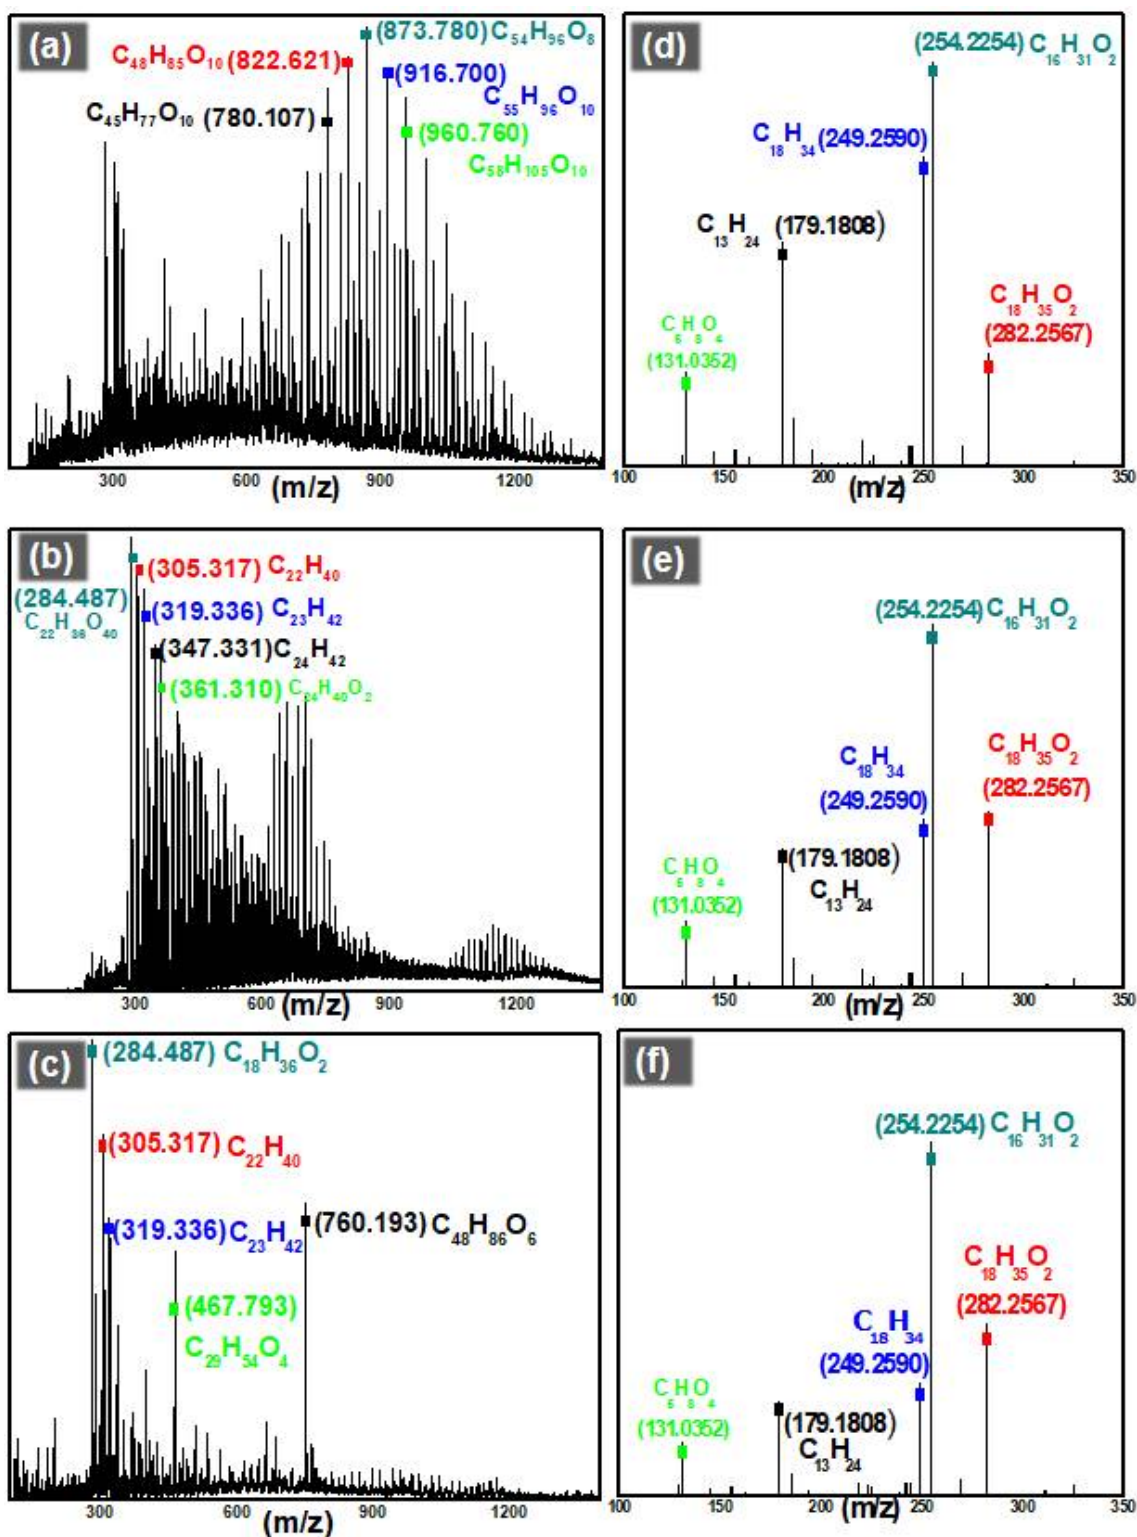 (a)
(873.780) C54H96O8
C48H85O10 (822.621)
(916.700)
C55H96O10
C45H77O10 (780.107)
(960.760)
C58H105O10
300 600 900 1200
(m/z)
(d)
(254.2254) C16H31O2
C18H34 (249.2590)
C13H24 (179.1808)
C18H35O2
(282.2567)
C6H8O4
(131.0352)
100 150 200 250 300 350
(m/z)
(b)
(305.317) C22H40
(284.487)
C22H36O40
(319.336) C23H42
(347.331) C24H42
(361.310) C24H40O2
300 600 900 1200
(m/z)
(e)
(254.2254) C16H31O2
C18H34
(249.2590)
C18H35O2
(282.2567)
(179.1808)
C13H24
C6H8O4
(131.0352)
100 150 200 250 300 350
(m/z)
(c)
(284.487) C18H36O2
(305.317) C22H40
(319.336) C23H42
(760.193) C48H86O6
(467.793)
C29H54O4
300 600 900 1200
(m/z)
(f)
(254.2254) C16H31O2
C18H35O2
(282.2567)
C18H34
(249.2590)
C6H8O4
(131.0352)
(179.1808)
C13H24
100 150 200 250 300 350
(m/z)